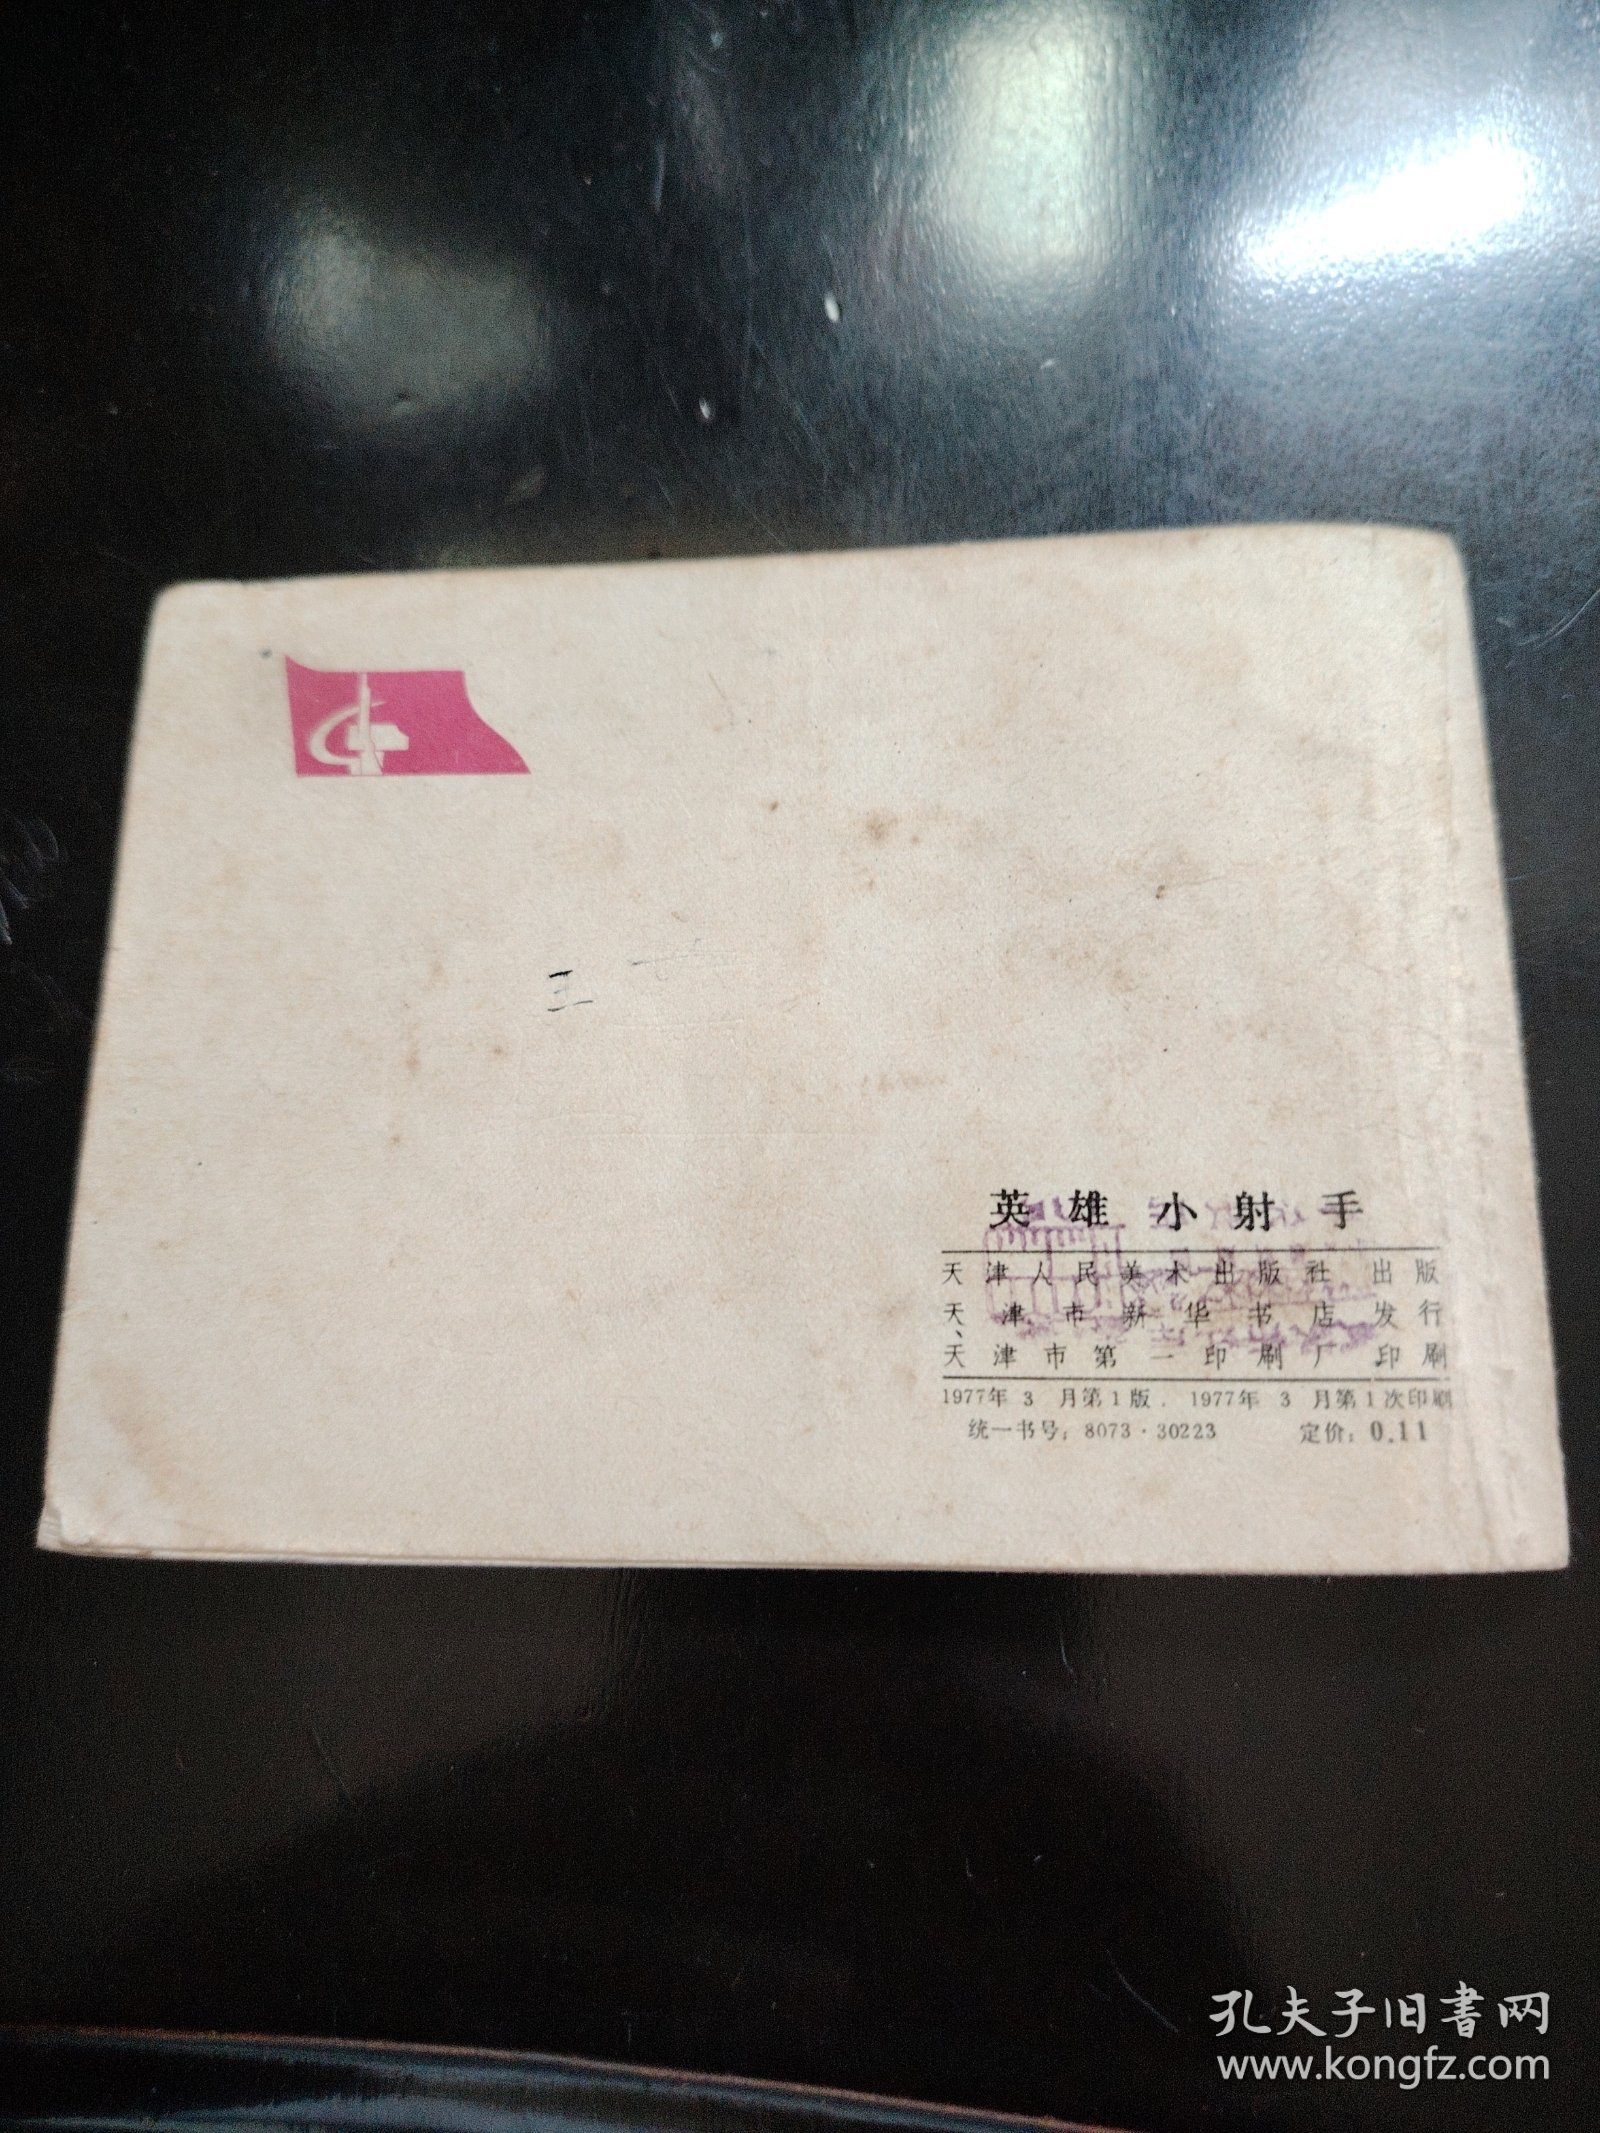 英雄小射手
天津人民美术出版社 出版
天津市新华书店 发行
天津市第一印刷厂 印刷
1977年3月第1版. 1977年3月第1次印刷
统一书号: 8073·30223 定价: 0.11
孔夫子旧书网
www.kongfz.com